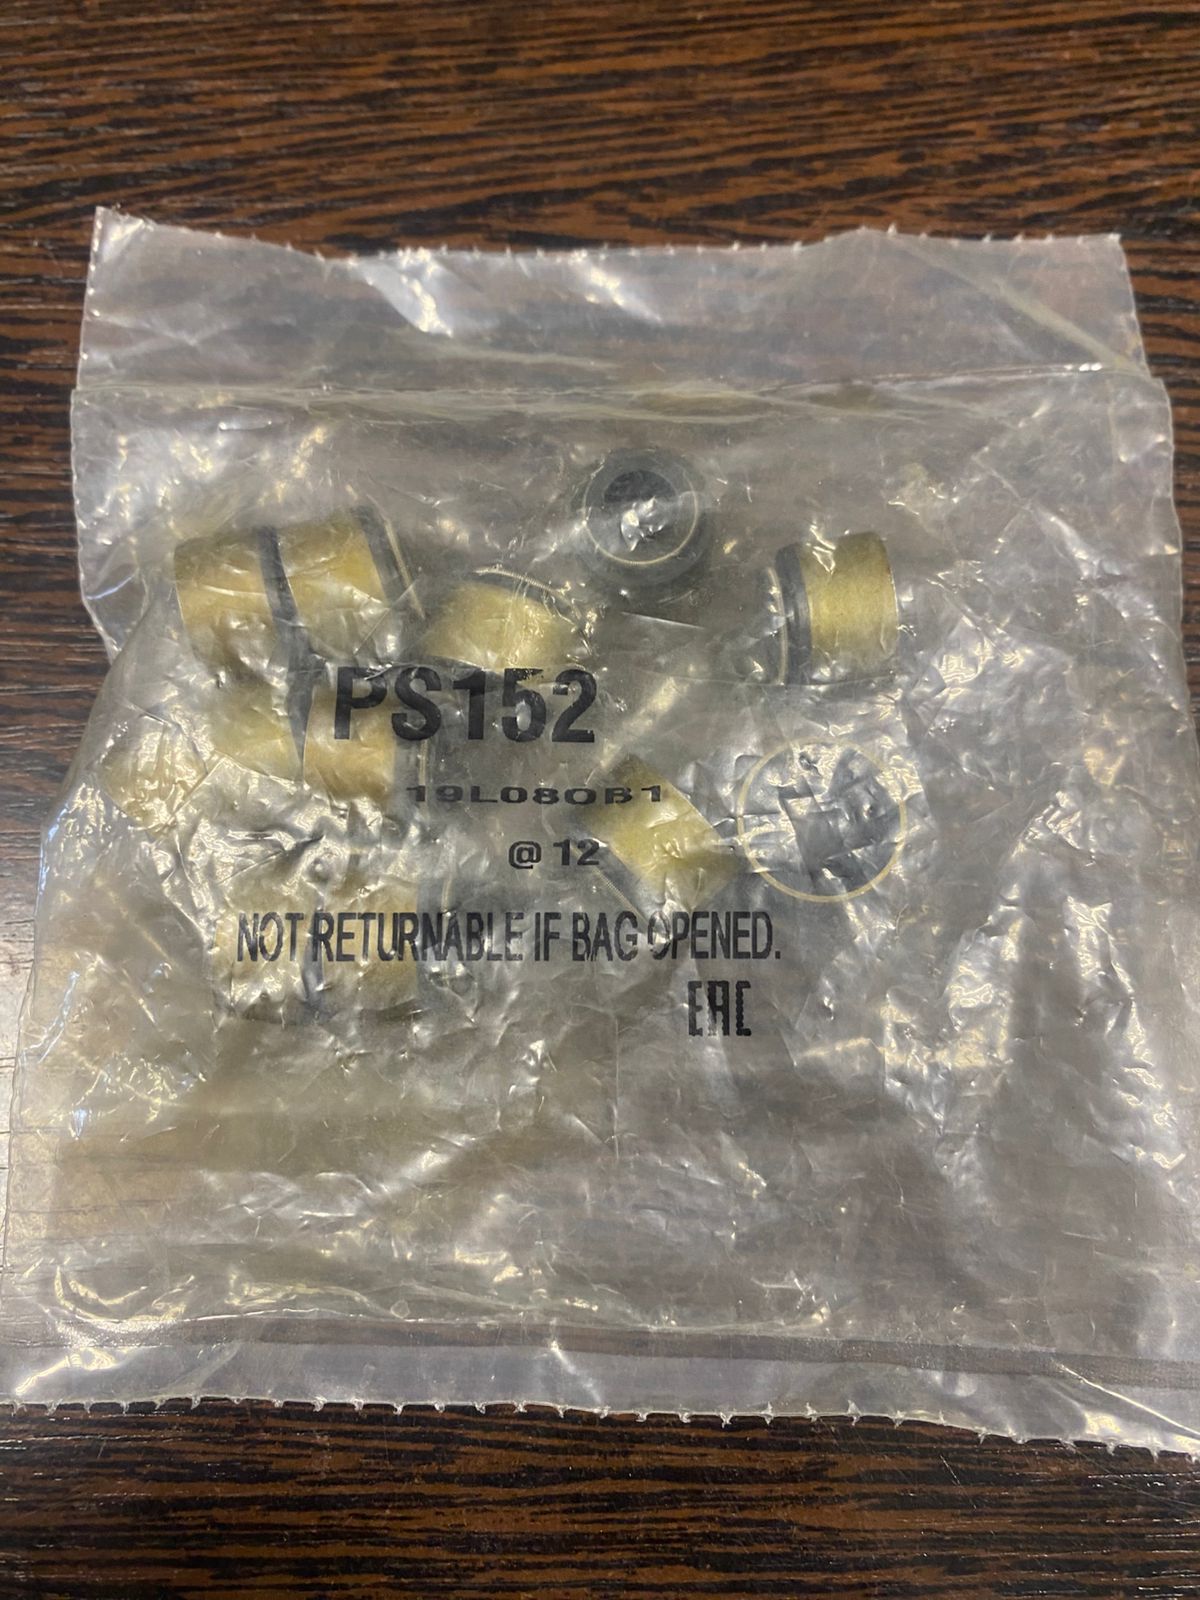 PS152
19L080B1
@ 12
NOT RETURNABLE IF BAG OPENED.
EAC